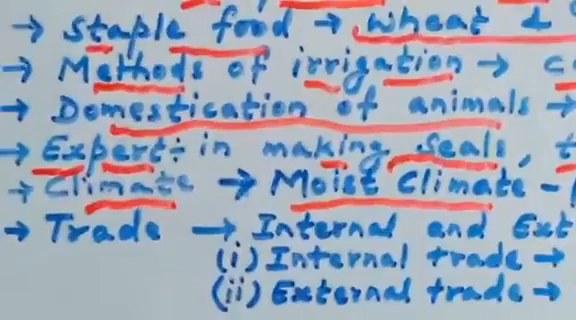 → Staple food → Wheat &
→ Methods of irrigation →
→ Domestication of animals →
→ Expert: in making Seals,
→ Climate → Moist Climate -
→ Trade → Internal and Ext
(i) Internal trade →
(ii) External trade →